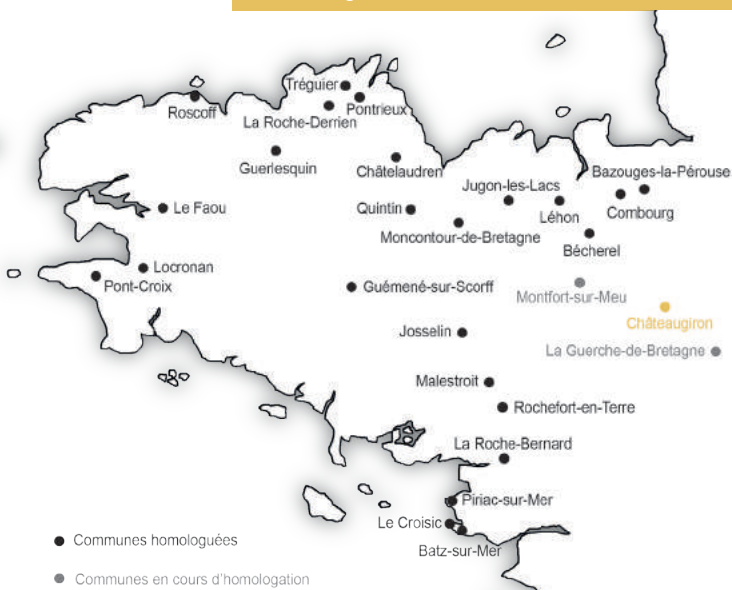 Tréguier
Roscoff
Pontrieux
La Roche-Derrien
Guerlesquin
Châtelaudren
Bazouges-la-Pérouse
Jugon-les-Lacs
Le Faou
Quintin
Léhon
Combourg
Moncontour-de-Bretagne
Bécherel
Locronan
Pont-Croix
Guémené-sur-Scorff
Montfort-sur-Meu
Châteaugiron
Josselin
La Guerche-de-Bretagne
Malestroit
Rochefort-en-Terre
La Roche-Bernard
Piriac-sur-Mer
Le Croisic
Batz-sur-Mer
Communes homologuées
Communes en cours d'homologation